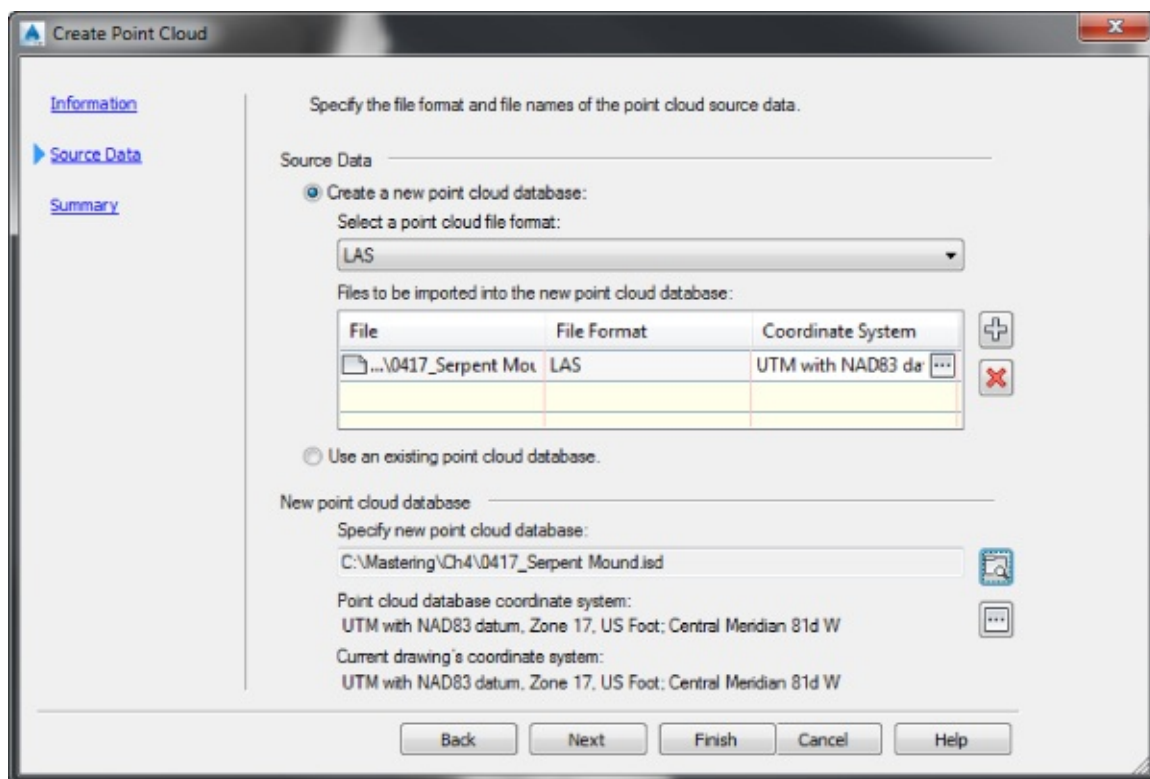 Create Point Cloud
Information
Source Data
Summary
Specify the file format and file names of the point cloud source data.
Source Data
Create a new point cloud database:
Select a point cloud file format:
LAS
Files to be imported into the new point cloud database:
File File Format Coordinate System
...\0417_Serpent Mou LAS UTM with NAD83 da ...
Use an existing point cloud database.
New point cloud database
Specify new point cloud database:
C:\Mastering\Ch4\0417_Serpent Mound.isd
Point cloud database coordinate system:
...
UTM with NAD83 datum, Zone 17, US Foot; Central Meridian 81d W
Current drawing's coordinate system:
UTM with NAD83 datum, Zone 17, US Foot; Central Meridian 81d W
Back Next Finish Cancel Help